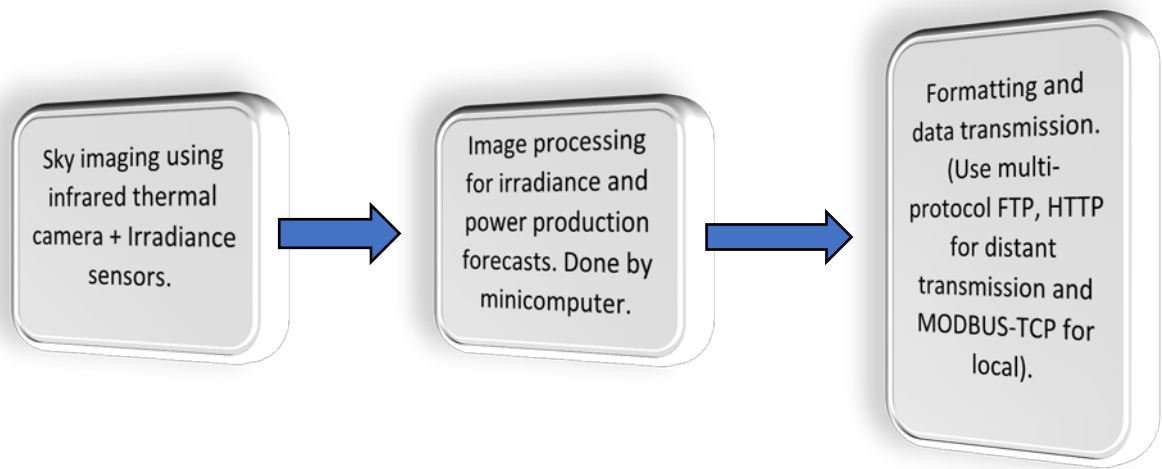 Sky imaging using
infrared thermal
camera + Irradiance
sensors.
Image processing
for irradiance and
power production
forecasts. Done by
minicomputer.
Formatting and
data transmission.
(Use multi-
protocol FTP, HTTP
for distant
transmission and
MODBUS-TCP for
local).